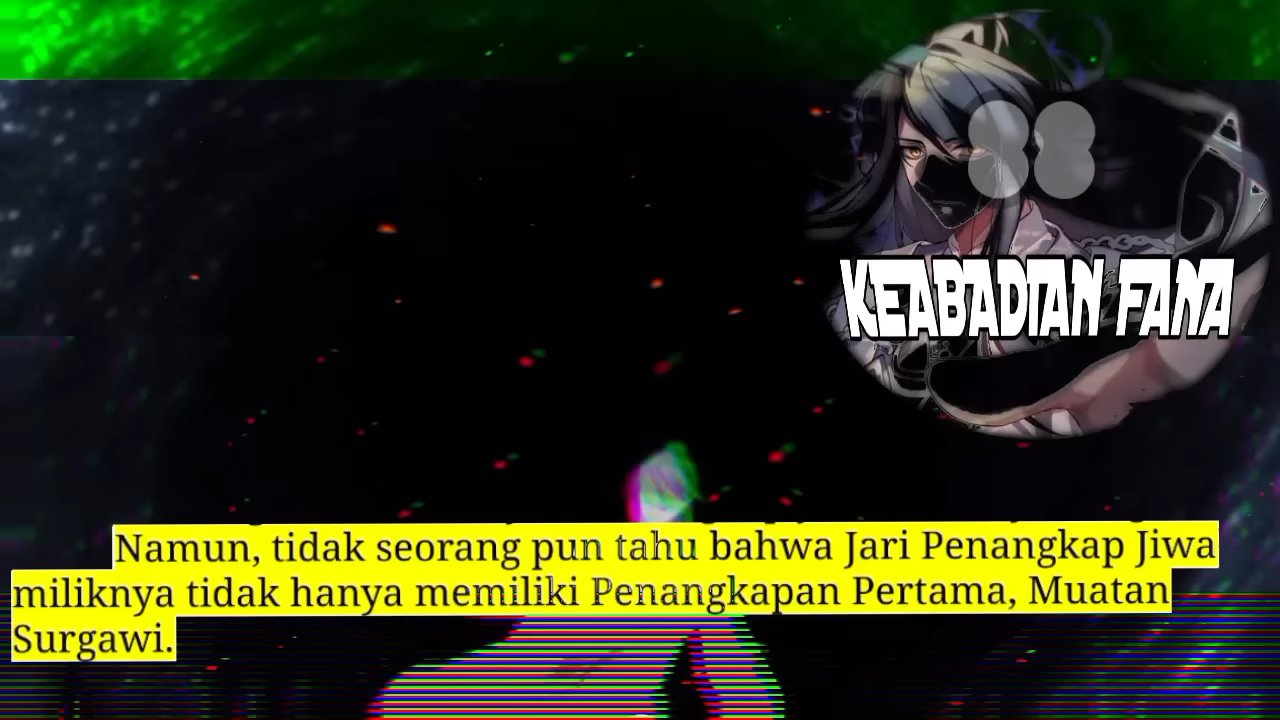 KEABADIAN FANA
Namun, tidak seorang pun tahu bahwa Jari Penangkap Jiwa
miliknya tidak hanya memiliki Penangkapan Pertama, Muatan
Surgawi.